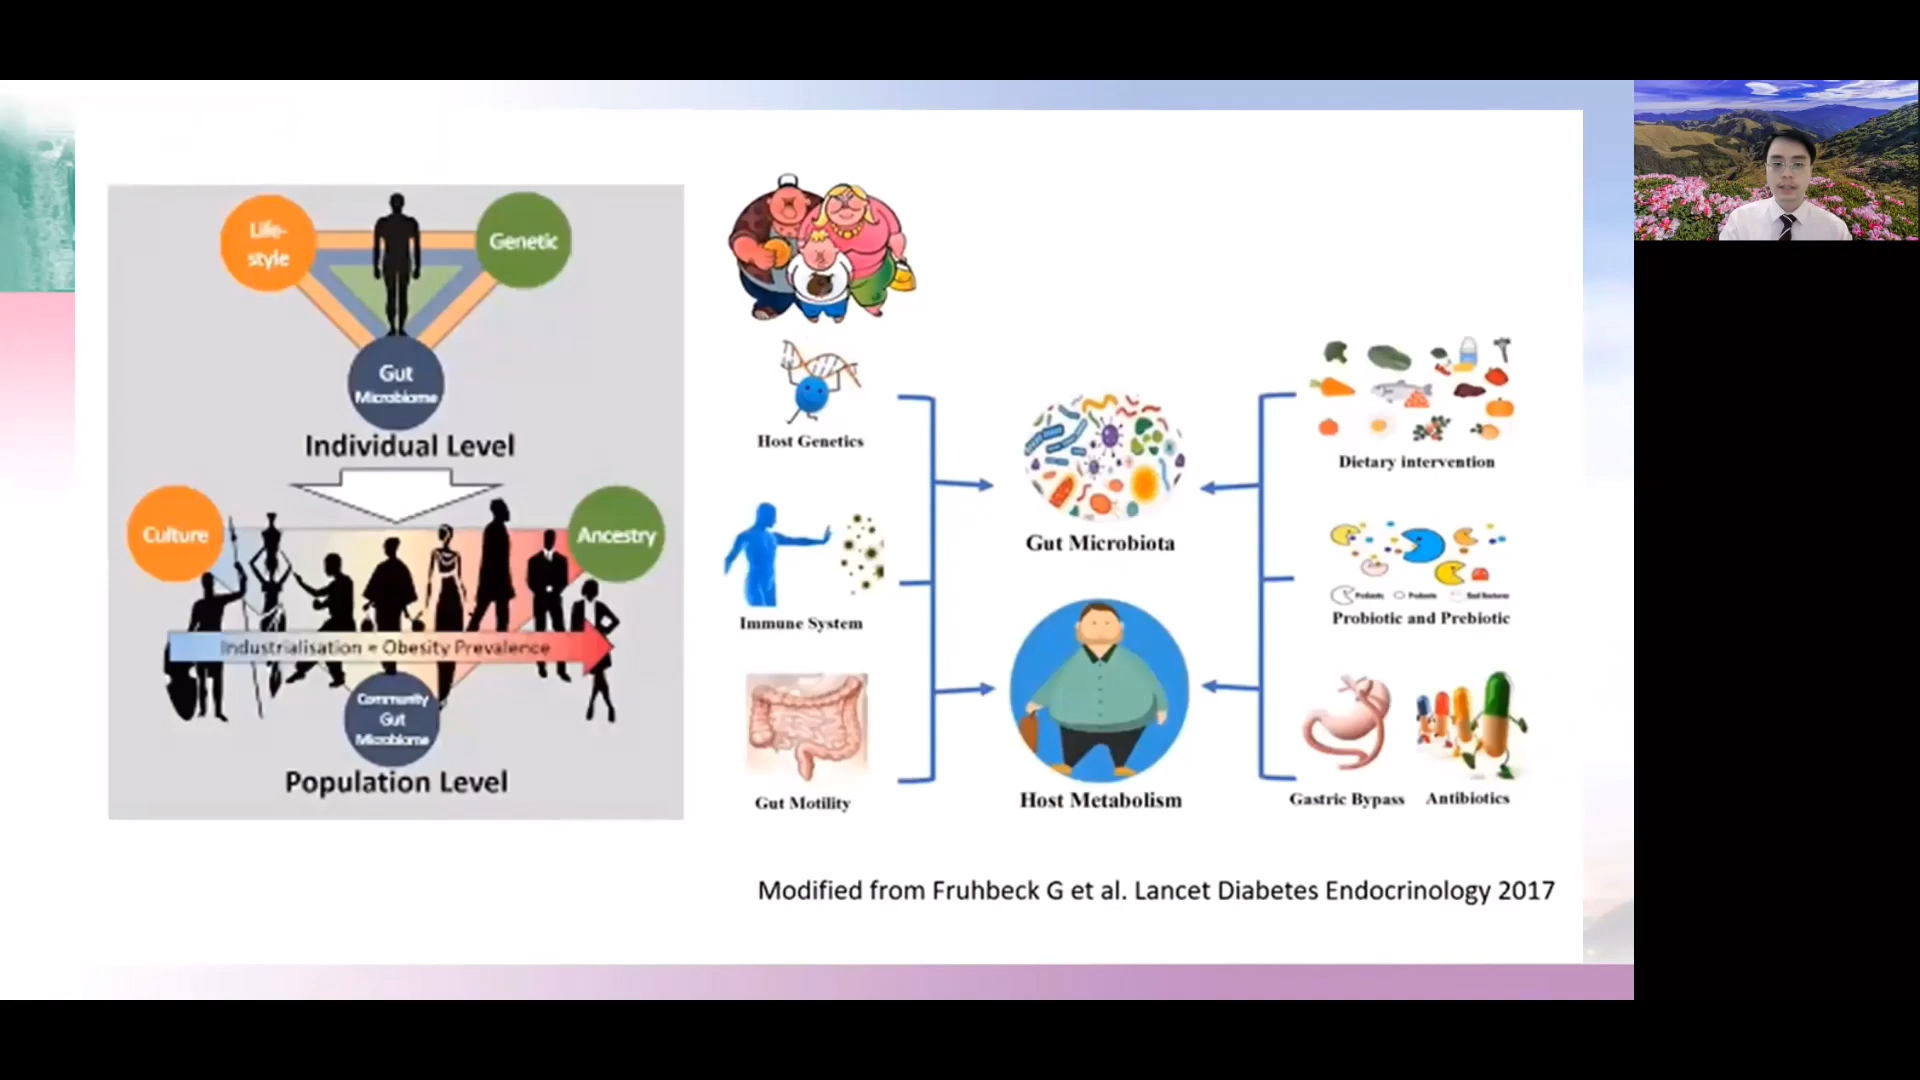 Life-
style
Genetic
Gut
Microbiome
Individual Level
Culture
Ancestry
Industrialisation = Obesity Prevalence
Community
Gut
Microbiome
Population Level
Host Genetics
Immune System
Gut Motility
Gut Microbiota
Host Metabolism
Dietary intervention
Probiotic and Prebiotic
Gastric Bypass
Antibiotics
Modified from Fruhbeck G et al. Lancet Diabetes Endocrinology 2017